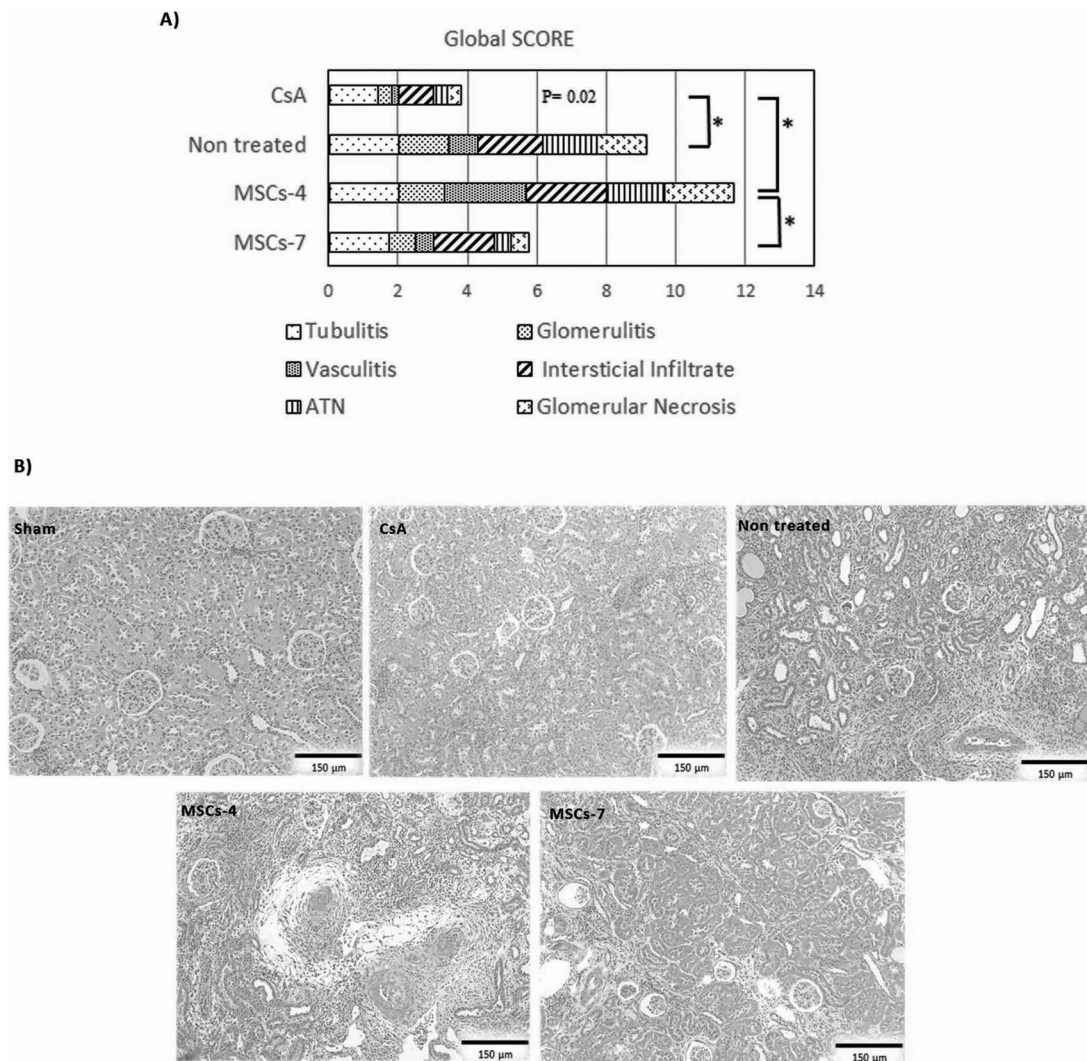 A)
Global SCORE
CsA
P= 0.02
*
*
Non treated
MSCs-4
*
MSCs-7
0 2 4 6 8 10 12 14
Tubulitis Glomerulitis
Vasculitis Intersticial Infiltrate
ATN Glomerular Necrosis
B)
Sham
150 µm
CsA
150 µm
Non treated
150 µm
MSCs-4
150 µm
MSCs-7
150 µm